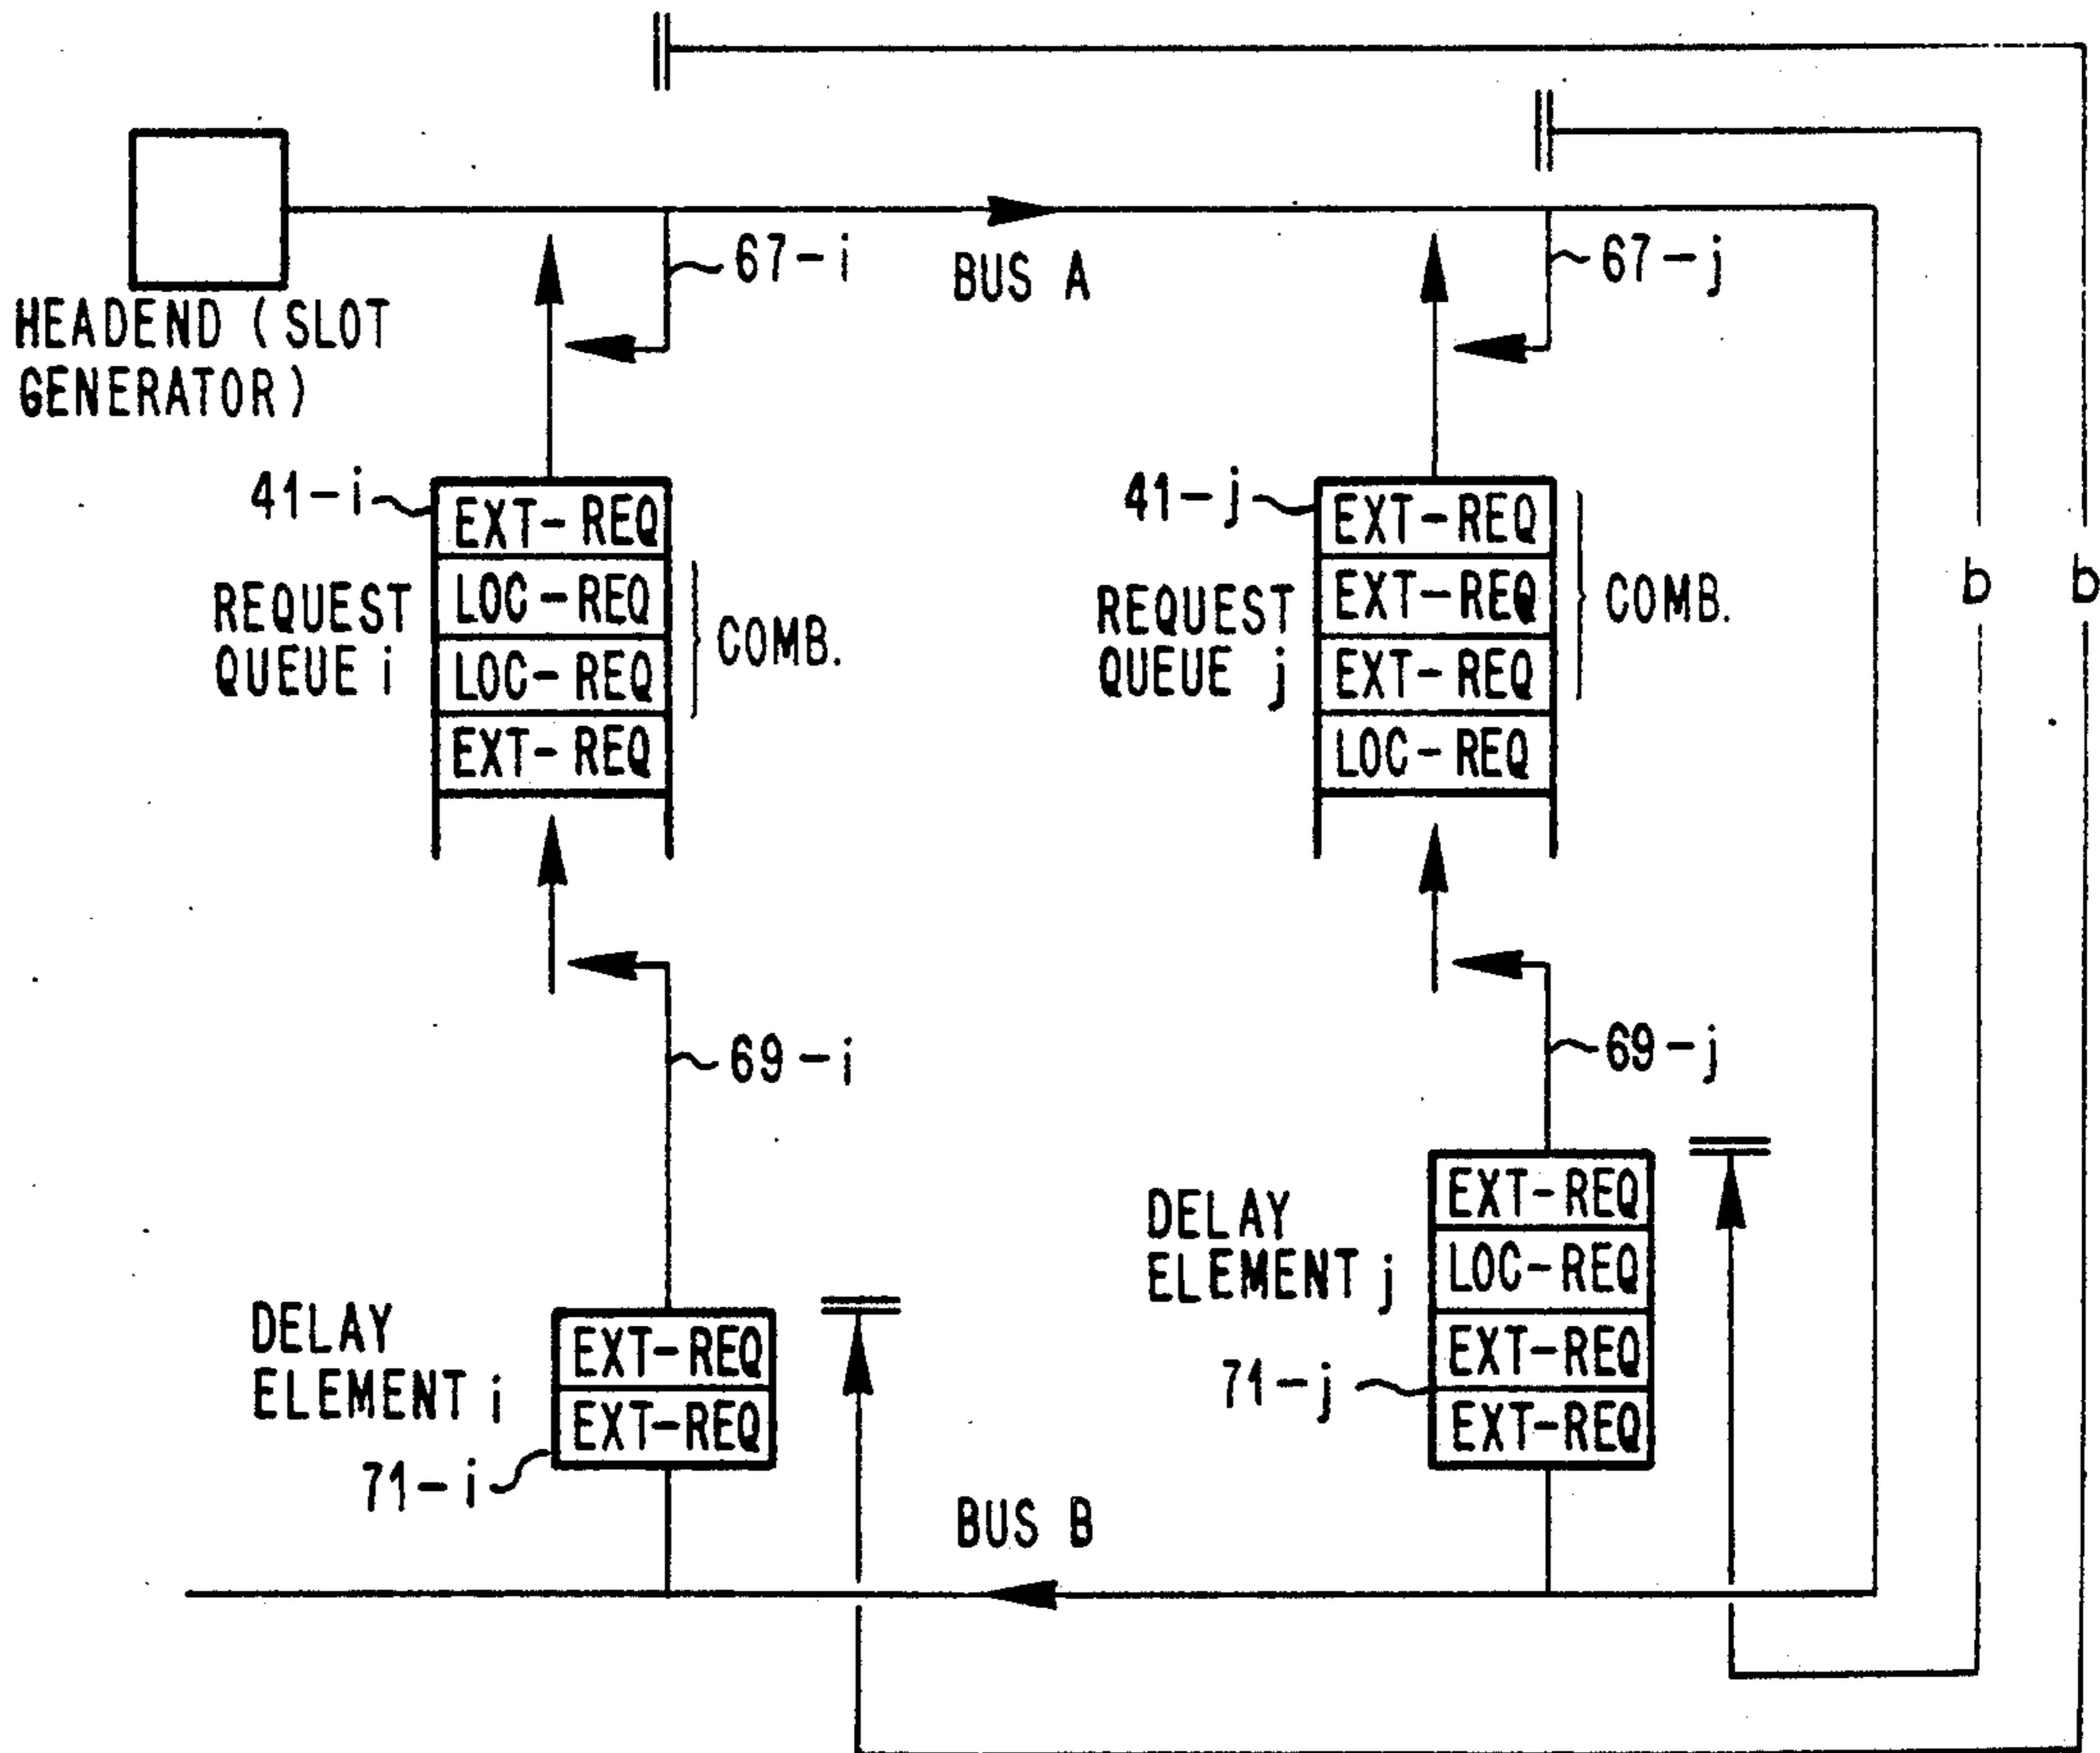 67-i
BUS A
67-j
HEADEND (SLOT
GENERATOR)
41-i
EXT-REQ
LOC-REQ
LOC-REQ
EXT-REQ
REQUEST
QUEUE i
COMB.
41-j
EXT-REQ
EXT-REQ
EXT-REQ
LOC-REQ
REQUEST
QUEUE j
COMB.
b
b
69-i
69-j
DELAY
ELEMENT i
EXT-REQ
EXT-REQ
71-i
DELAY
ELEMENT j
EXT-REQ
LOC-REQ
EXT-REQ
EXT-REQ
71-j
BUS B